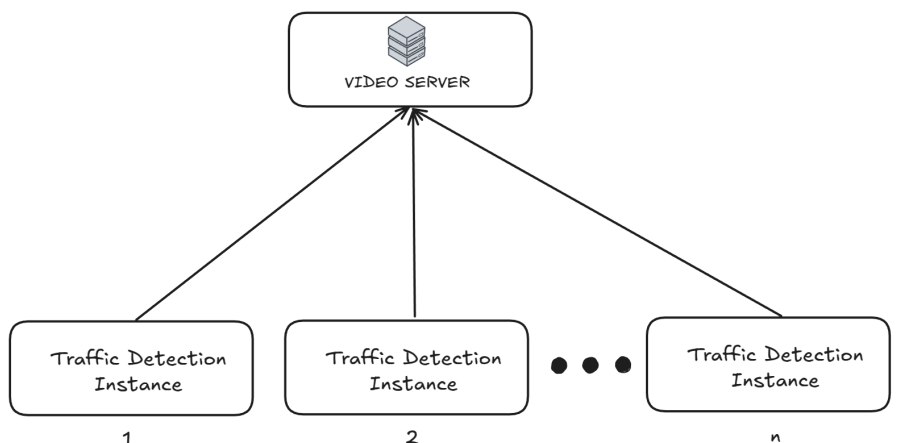 VIDEO SERVER
Traffic Detection
Instance
Traffic Detection
Instance
Traffic Detection
Instance
1
2
n